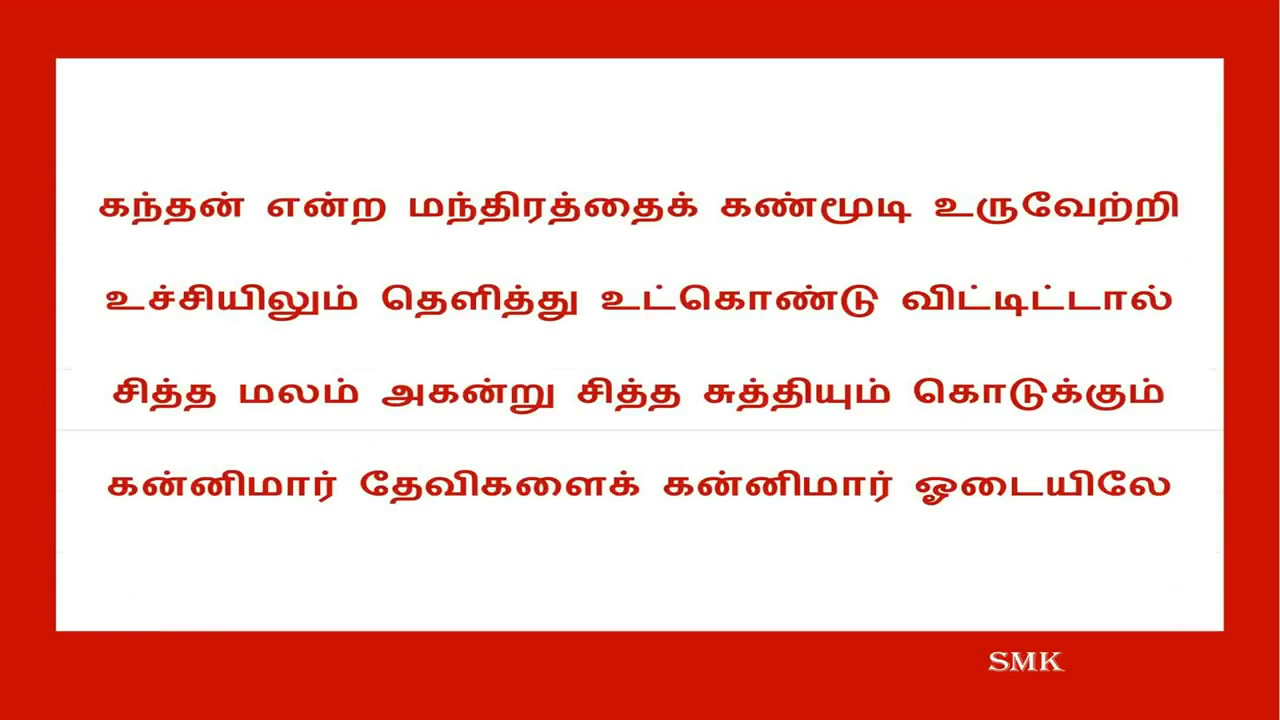 கந்தன் என்ற மந்திரத்தைக் கண்மூடி உருவேற்றி
உச்சியிலும் தெளித்து உட்கொண்டு விட்டிட்டால்
சித்த மலம் அகன்று சித்த சுத்தியும் கொடுக்கும்
கன்னிமார் தேவிகளைக் கன்னிமார் ஓடையிலே
SMK